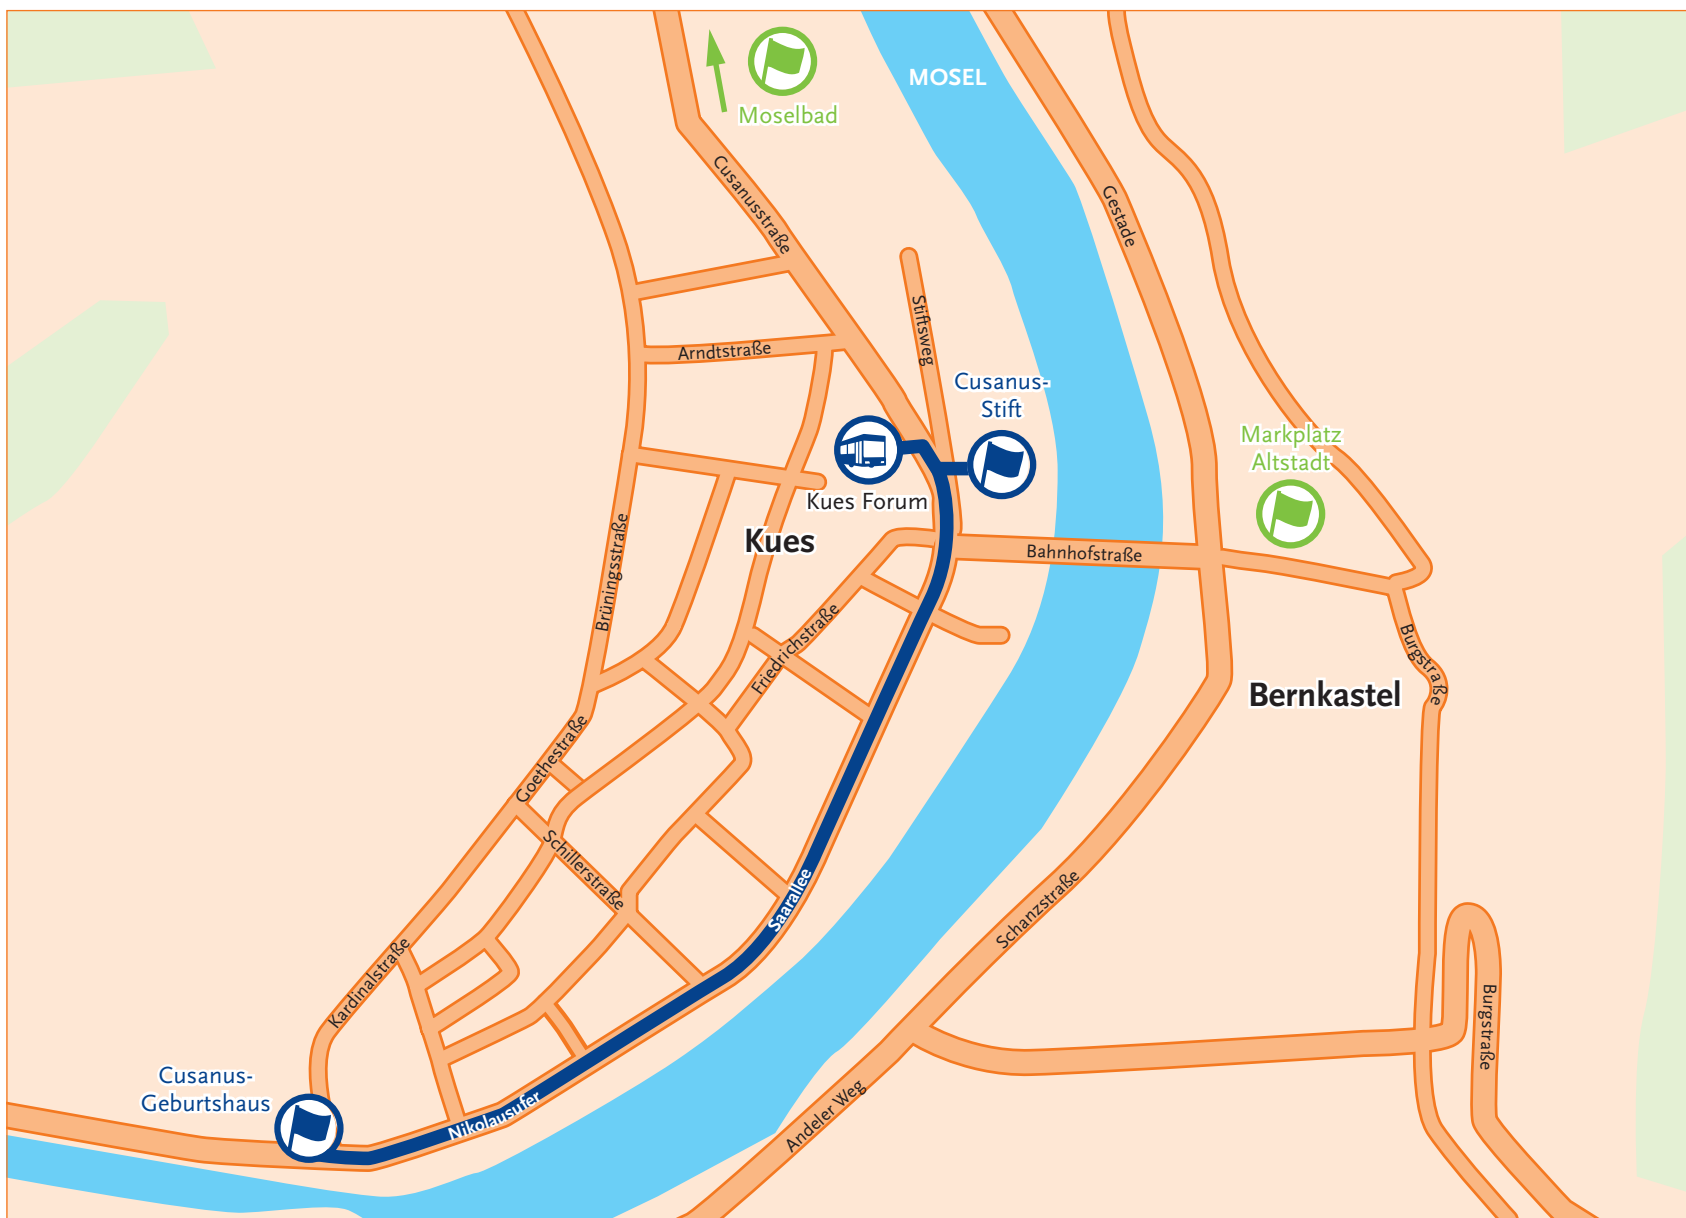 MOSEL
Moselbad
Cusanusstraße
Gestade
Stiftsweg
Arndtstraße
Cusanus-
Stift
Markplatz
Altstadt
Kues Forum
Kues
Bahnhofstraße
Brüningsstraße
Friedrichstraße
Burgstraße
Bernkastel
Goethestraße
Schillerstraße
Saarallee
Schanzstraße
Kardinalstraße
Burgstraße
Cusanus-
Geburtshaus
Nikolausufer
Andeler Weg